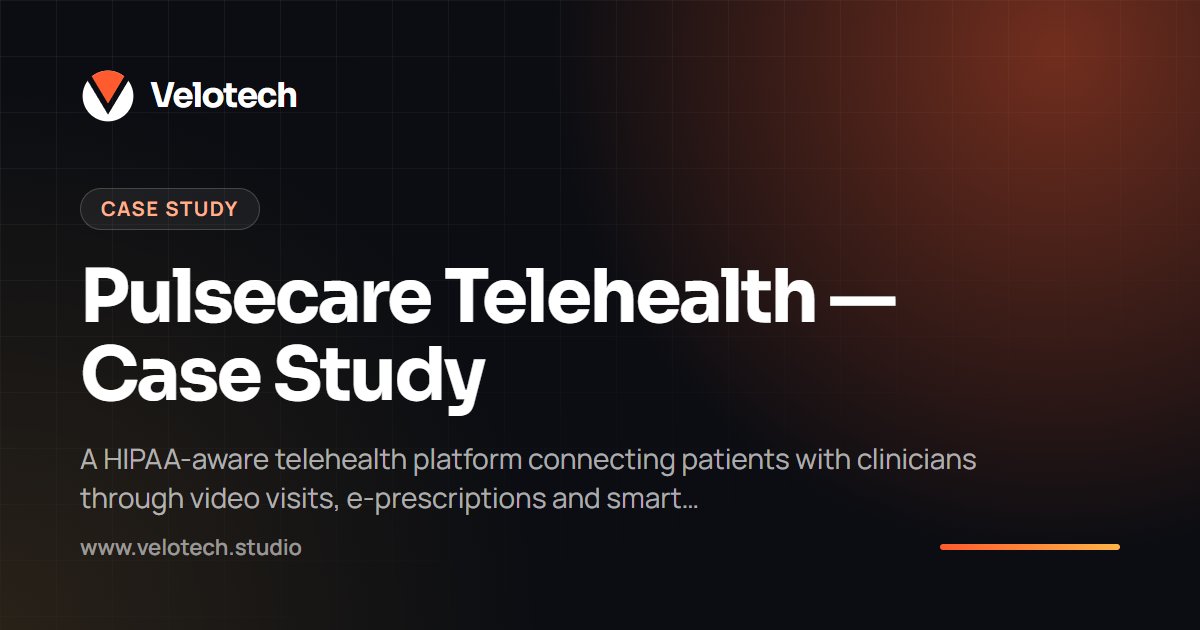 Velotech
CASE STUDY
Pulsecare Telehealth —
Case Study
A HIPAA-aware telehealth platform connecting patients with clinicians
through video visits, e-prescriptions and smart...
www.velotech.studio